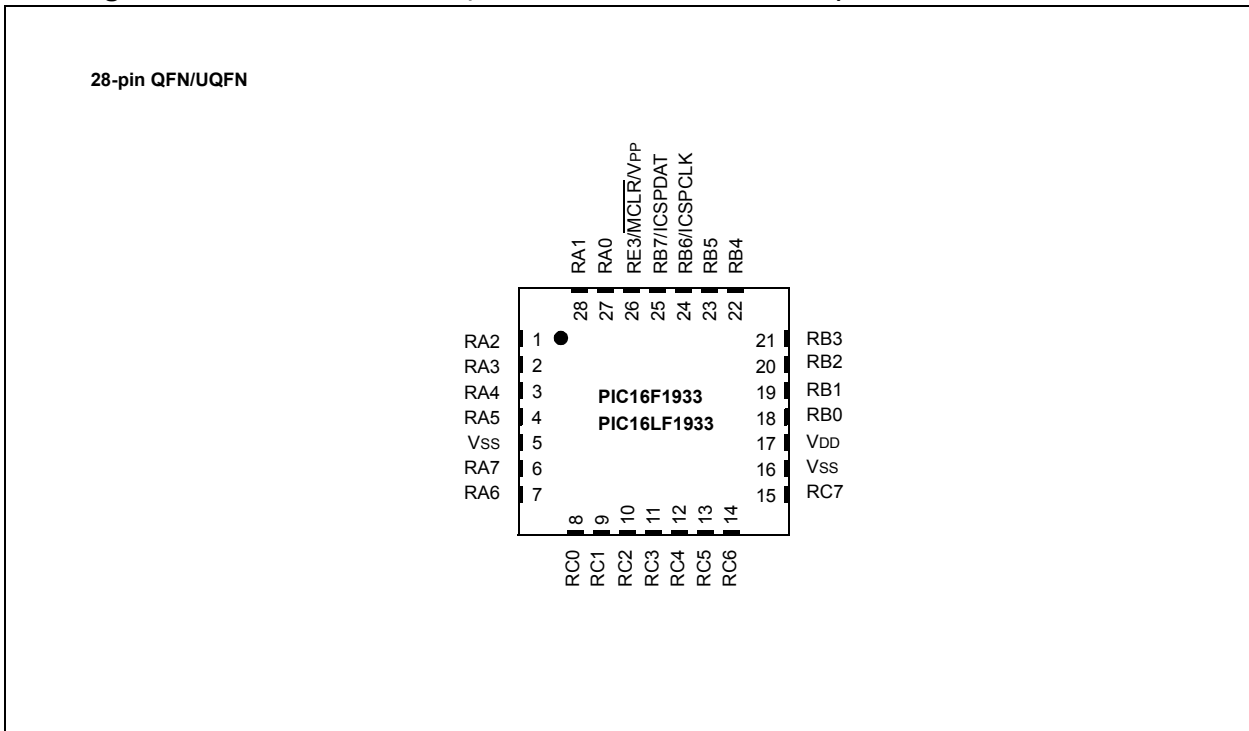 28-pin QFN/UQFN
RA1
RA0
RE3/MCLR/VPP
RB7/ICSPDAT
RB6/ICSPCLK
RB5
RB4
28
27
26
25
24
23
22
RA2 1
RA3 2
RA4 3
RA5 4
VSS 5
RA7 6
RA6 7
PIC16F1933
PIC16LF1933
21 RB3
20 RB2
19 RB1
18 RB0
17 VDD
16 VSS
15 RC7
8
9
10
11
12
13
14
RC0
RC1
RC2
RC3
RC4
RC5
RC6